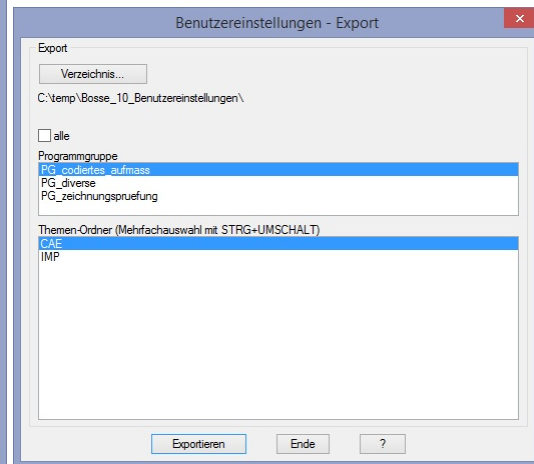 Benutzereinstellungen - Export
Export
Verzeichnis...
C:\temp\Bosse_10_Benutzereinstellungen\
alle
Programmgruppe
PG_codiertes_aufmass
PG_diverse
PG_zeichnungspruefung
Themen-Ordner (Mehrfachauswahl mit STRG+UMSCHALT)
CAE
IMP
Exportieren Ende ?